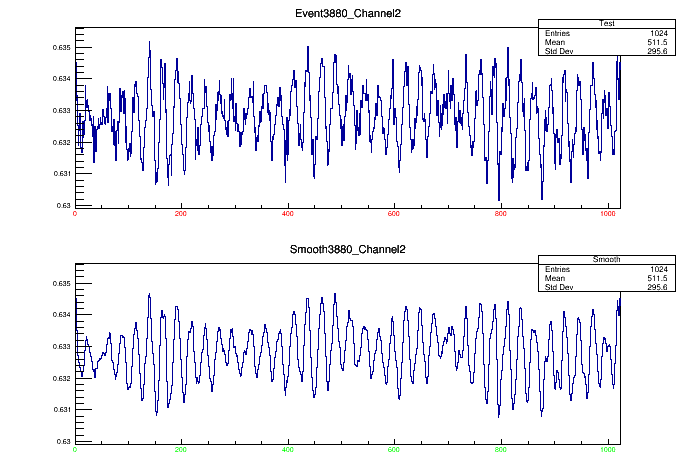 Event3880_Channel2
Test
Entries 1024
Mean 511.5
Std Dev 295.6
0.635
0.634
0.633
0.632
0.631
0.63
0 200 400 600 800 1000
Smooth3880_Channel2
Smooth
Entries 1024
Mean 511.5
Std Dev 295.6
0.635
0.634
0.633
0.632
0.631
0.63
0 200 400 600 800 1000